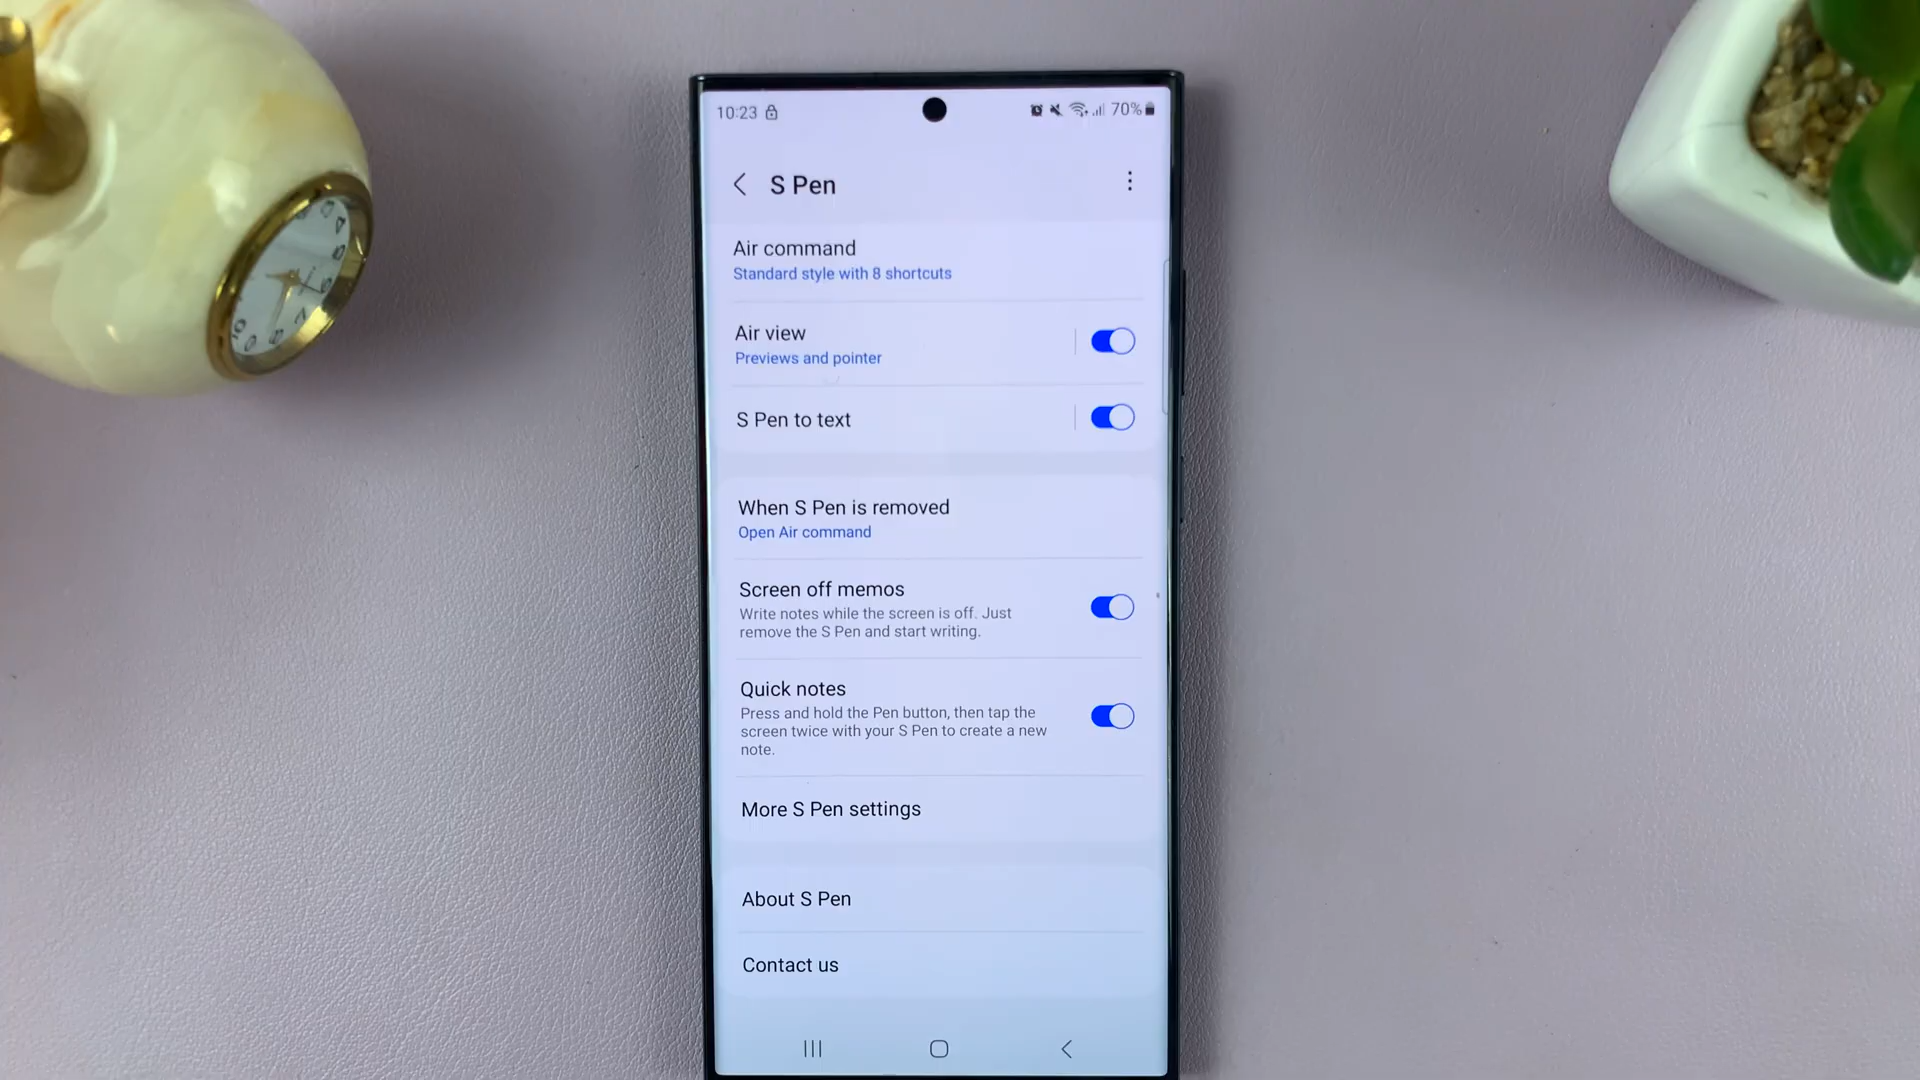 10:23 70%
S Pen
Air command
Standard style with 8 shortcuts
Air view
Previews and pointer
S Pen to text
When S Pen is removed
Open Air command
Screen off memos
Write notes while the screen is off. Just
remove the S Pen and start writing.
Quick notes
Press and hold the Pen button, then tap the
screen twice with your S Pen to create a new
note.
More S Pen settings
About S Pen
Contact us